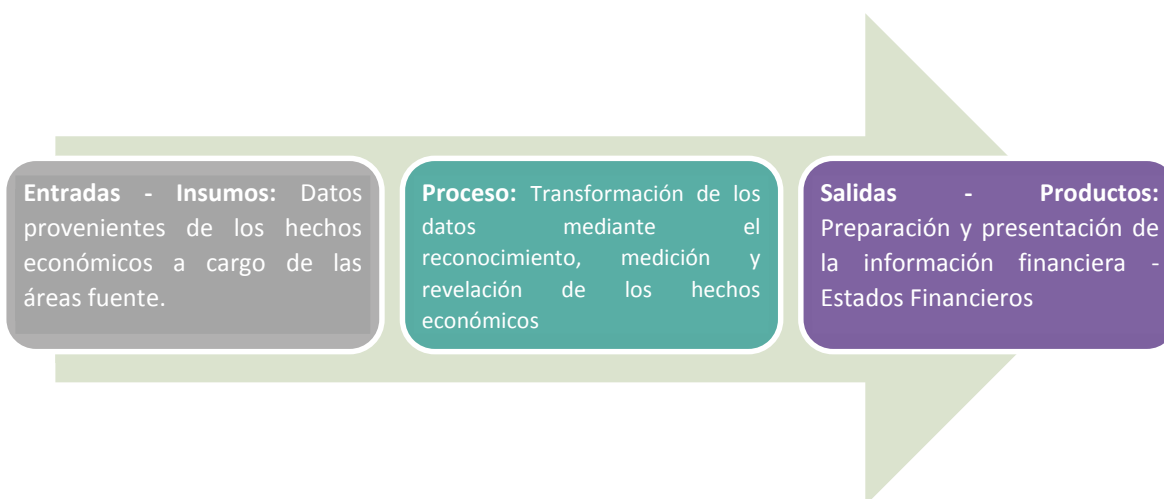 Entradas - Insumos: Datos
provenientes de los hechos
económicos a cargo de las
áreas fuente.
Proceso: Transformación de los
datos mediante el
reconocimiento, medición y
revelación de los hechos
económicos
Salidas - Productos:
Preparación y presentación de
la información financiera -
Estados Financieros